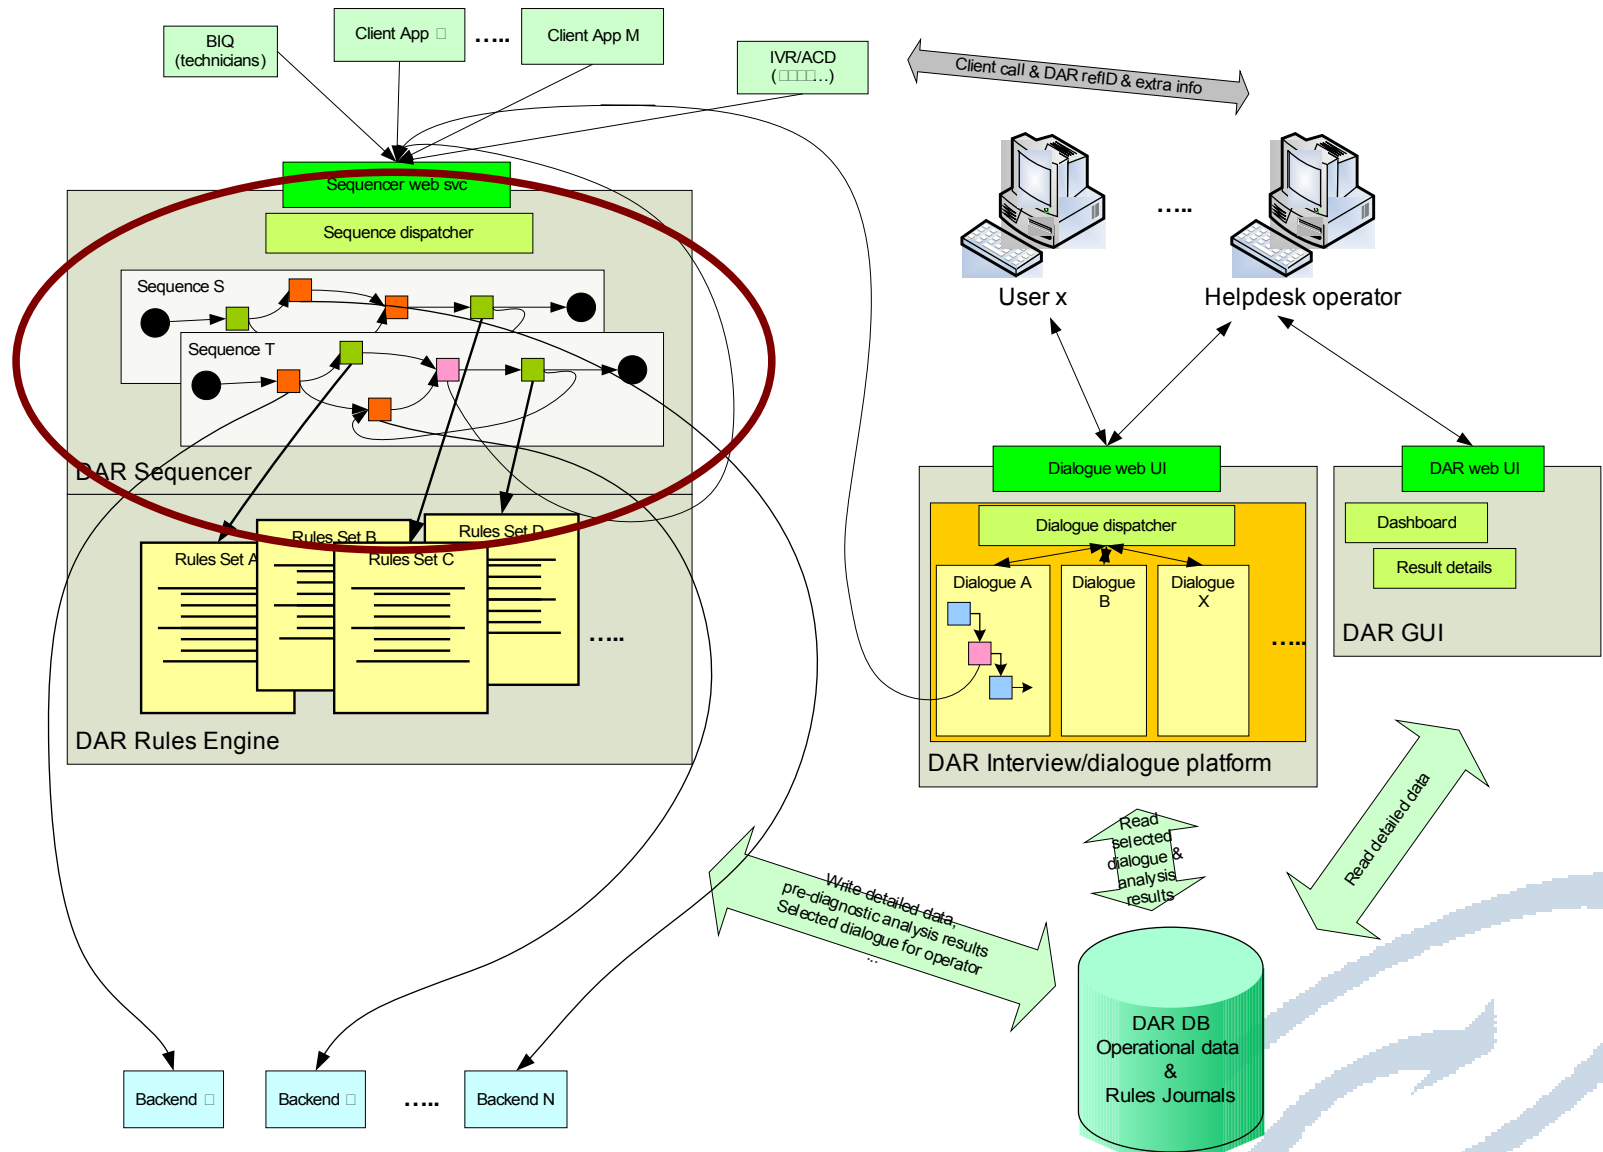 BIQ
(technicians)
Client App
…..
Client App M
IVR/ACD
Client call & DAR refID & extra info
Sequencer web svc
Sequence dispatcher
Sequence S
Sequence T
DAR Sequencer
Rules Set A
Rules Set B
Rules Set C
Rules Set D
…..
DAR Rules Engine
…..
User x
Helpdesk operator
Dialogue web UI
Dialogue dispatcher
Dialogue A
Dialogue
B
Dialogue
X
…..
DAR Interview/dialogue platform
DAR web UI
Dashboard
Result details
DAR GUI
Write detailed data,
pre-diagnostic analysis results
Selected dialogue for operator
...
Read
selected
dialogue &
analysis
results
Read detailed data
DAR DB
Operational data
&
Rules Journals
Backend
Backend
…..
Backend N